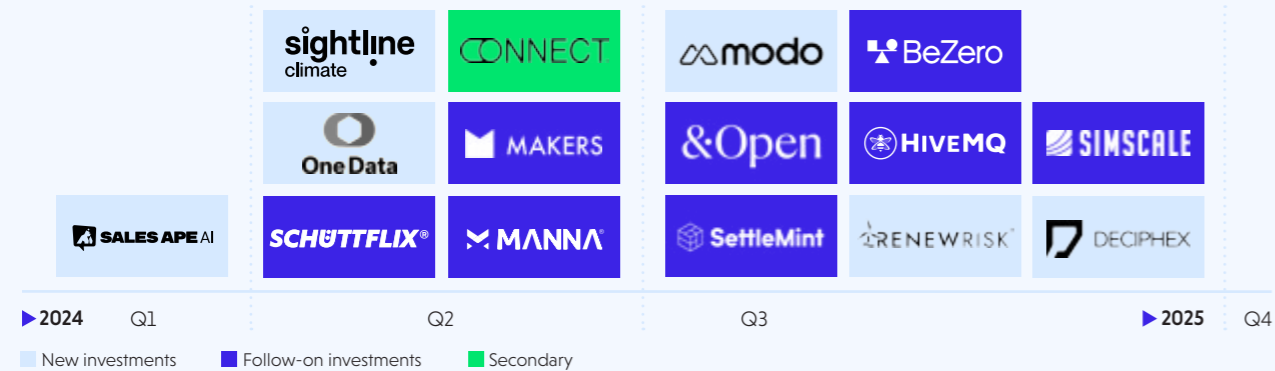 sightline
climate
CONNECT
modo
BeZero
One Data
MAKERS
&Open
HIVEMQ
SIMSCALE
SALES APE AI
SCHÜTTFLIX®
MANNA
SettleMint
RENEWRISK
DECIPHEX
2024 Q1 Q2 Q3 2025 Q4
New investments Follow-on investments Secondary